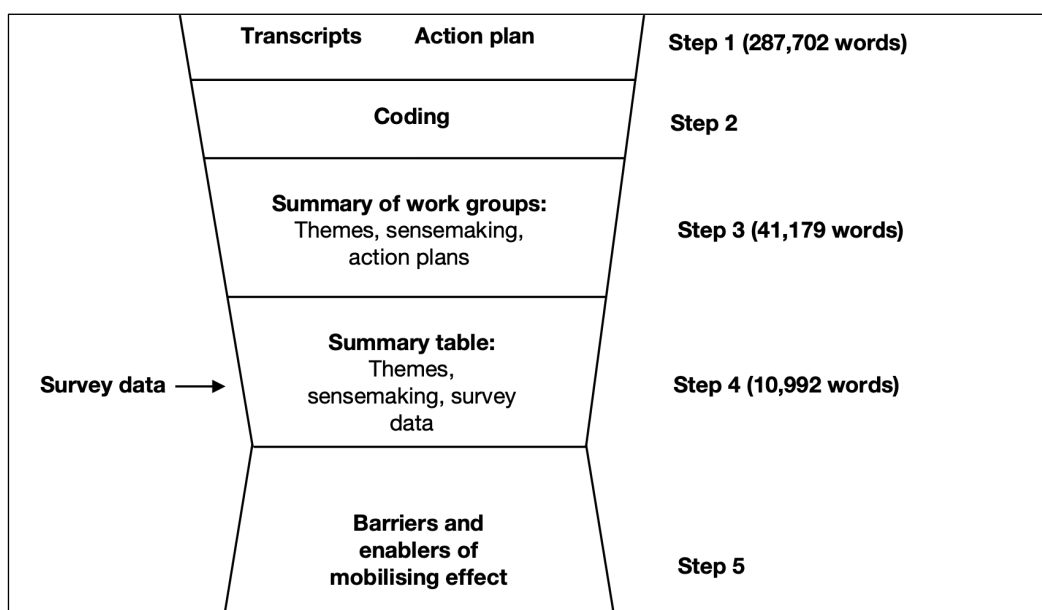 Transcripts Action plan Step 1 (287,702 words)
Coding Step 2
Summary of work groups:
Themes, sensemaking,
action plans
Step 3 (41,179 words)
Summary table:
Themes,
sensemaking, survey
data
Survey data
Step 4 (10,992 words)
Barriers and
enablers of
mobilising effect
Step 5